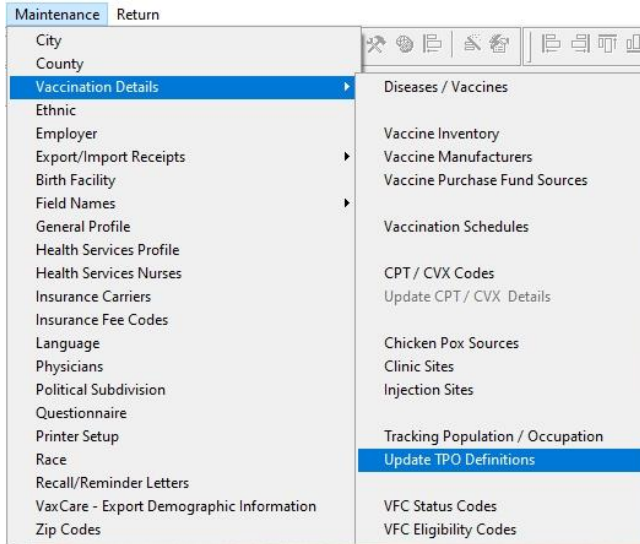 Maintenance Return
City
County
Vaccination Details
Ethnic
Employer
Export/Import Receipts
Birth Facility
Field Names
General Profile
Health Services Profile
Health Services Nurses
Insurance Carriers
Insurance Fee Codes
Language
Physicians
Political Subdivision
Questionnaire
Printer Setup
Race
Recall/Reminder Letters
VaxCare - Export Demographic Information
Zip Codes
Diseases / Vaccines
Vaccine Inventory
Vaccine Manufacturers
Vaccine Purchase Fund Sources
Vaccination Schedules
CPT / CVX Codes
Update CPT / CVX Details
Chicken Pox Sources
Clinic Sites
Injection Sites
Tracking Population / Occupation
Update TPO Definitions
VFC Status Codes
VFC Eligibility Codes